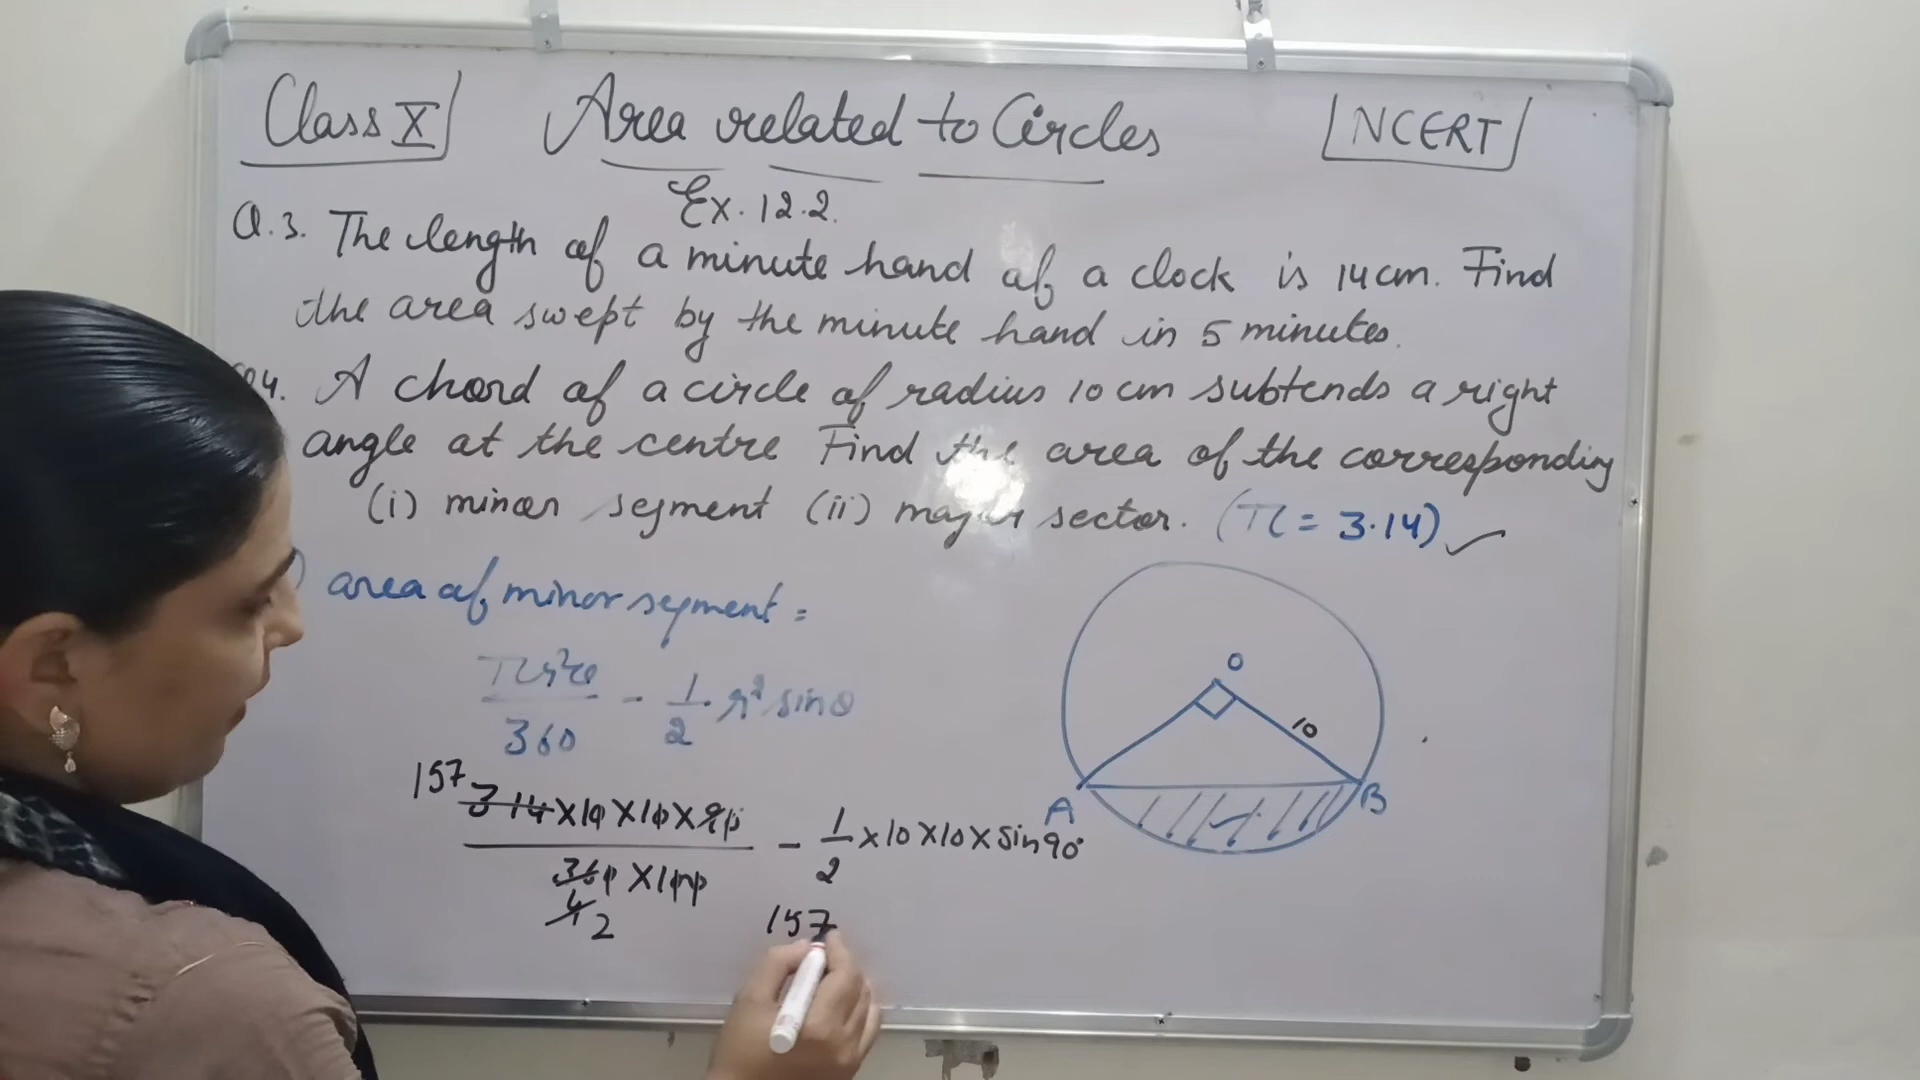 Class X
Area related to Circles
NCERT
Ex. 12.2.
Q.3. The length of a minute hand of a clock is 14 cm. Find
the area swept by the minute hand in 5 minutes.
Q4. A chord of a circle of radius 10 cm subtends a right
angle at the centre Find the area of the corresponding
(i) minor segment (ii) major sector. (π = 3.14) ✓
) area of minor segment =
πr²θ/360 - 1/2 . r² sin θ
157
314 x 10 x 10 x 90 / 360 x 100 - 1/2 x 10 x 10 x sin 90°
4 2
157
O
10
A
B